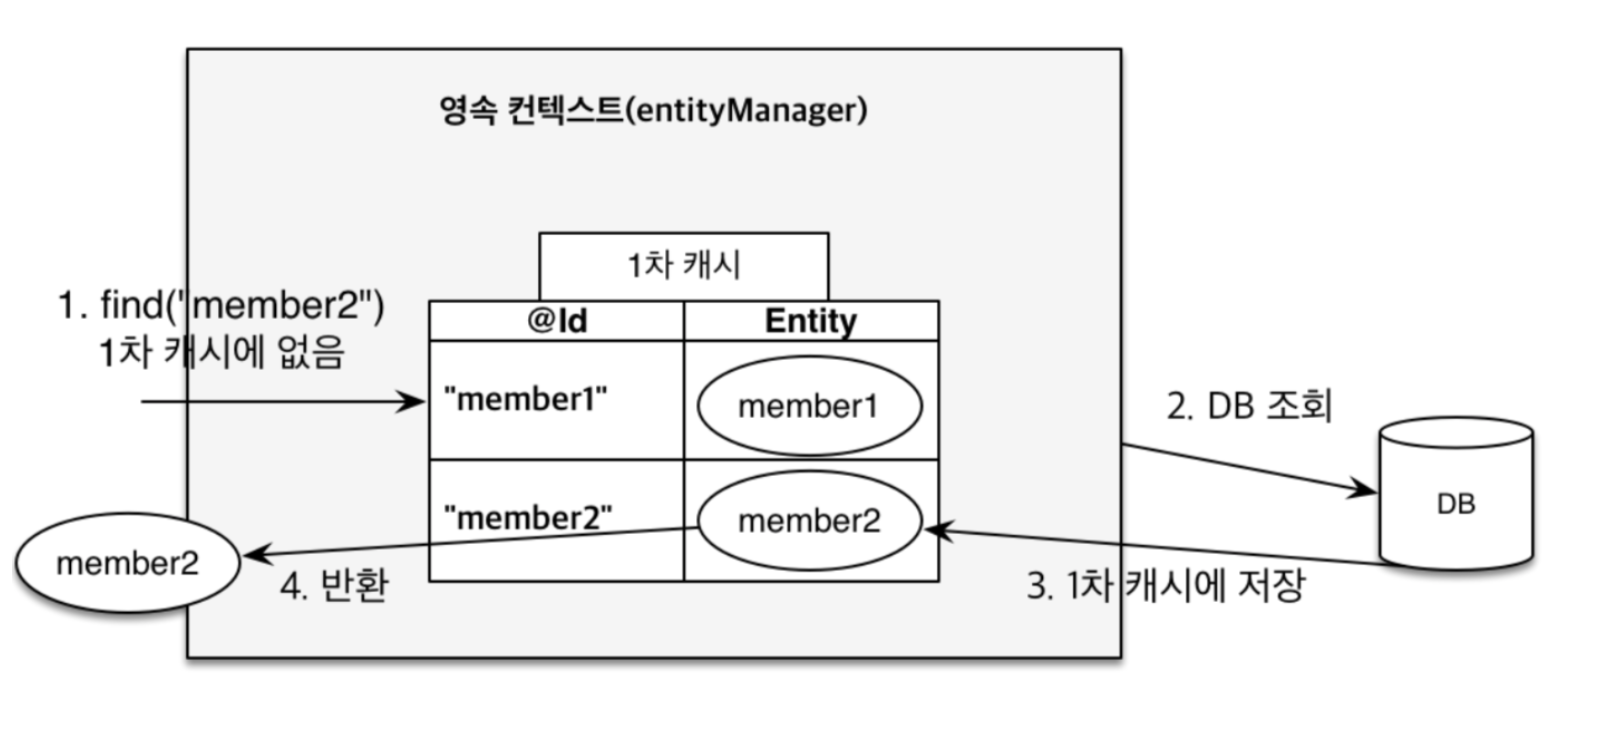 영속 컨텍스트(entityManager)
1차 캐시
1. find("member2")
1차 캐시에 없음
@Id
Entity
"member1"
member1
2. DB 조회
DB
"member2"
member2
member2
4. 반환
3. 1차 캐시에 저장